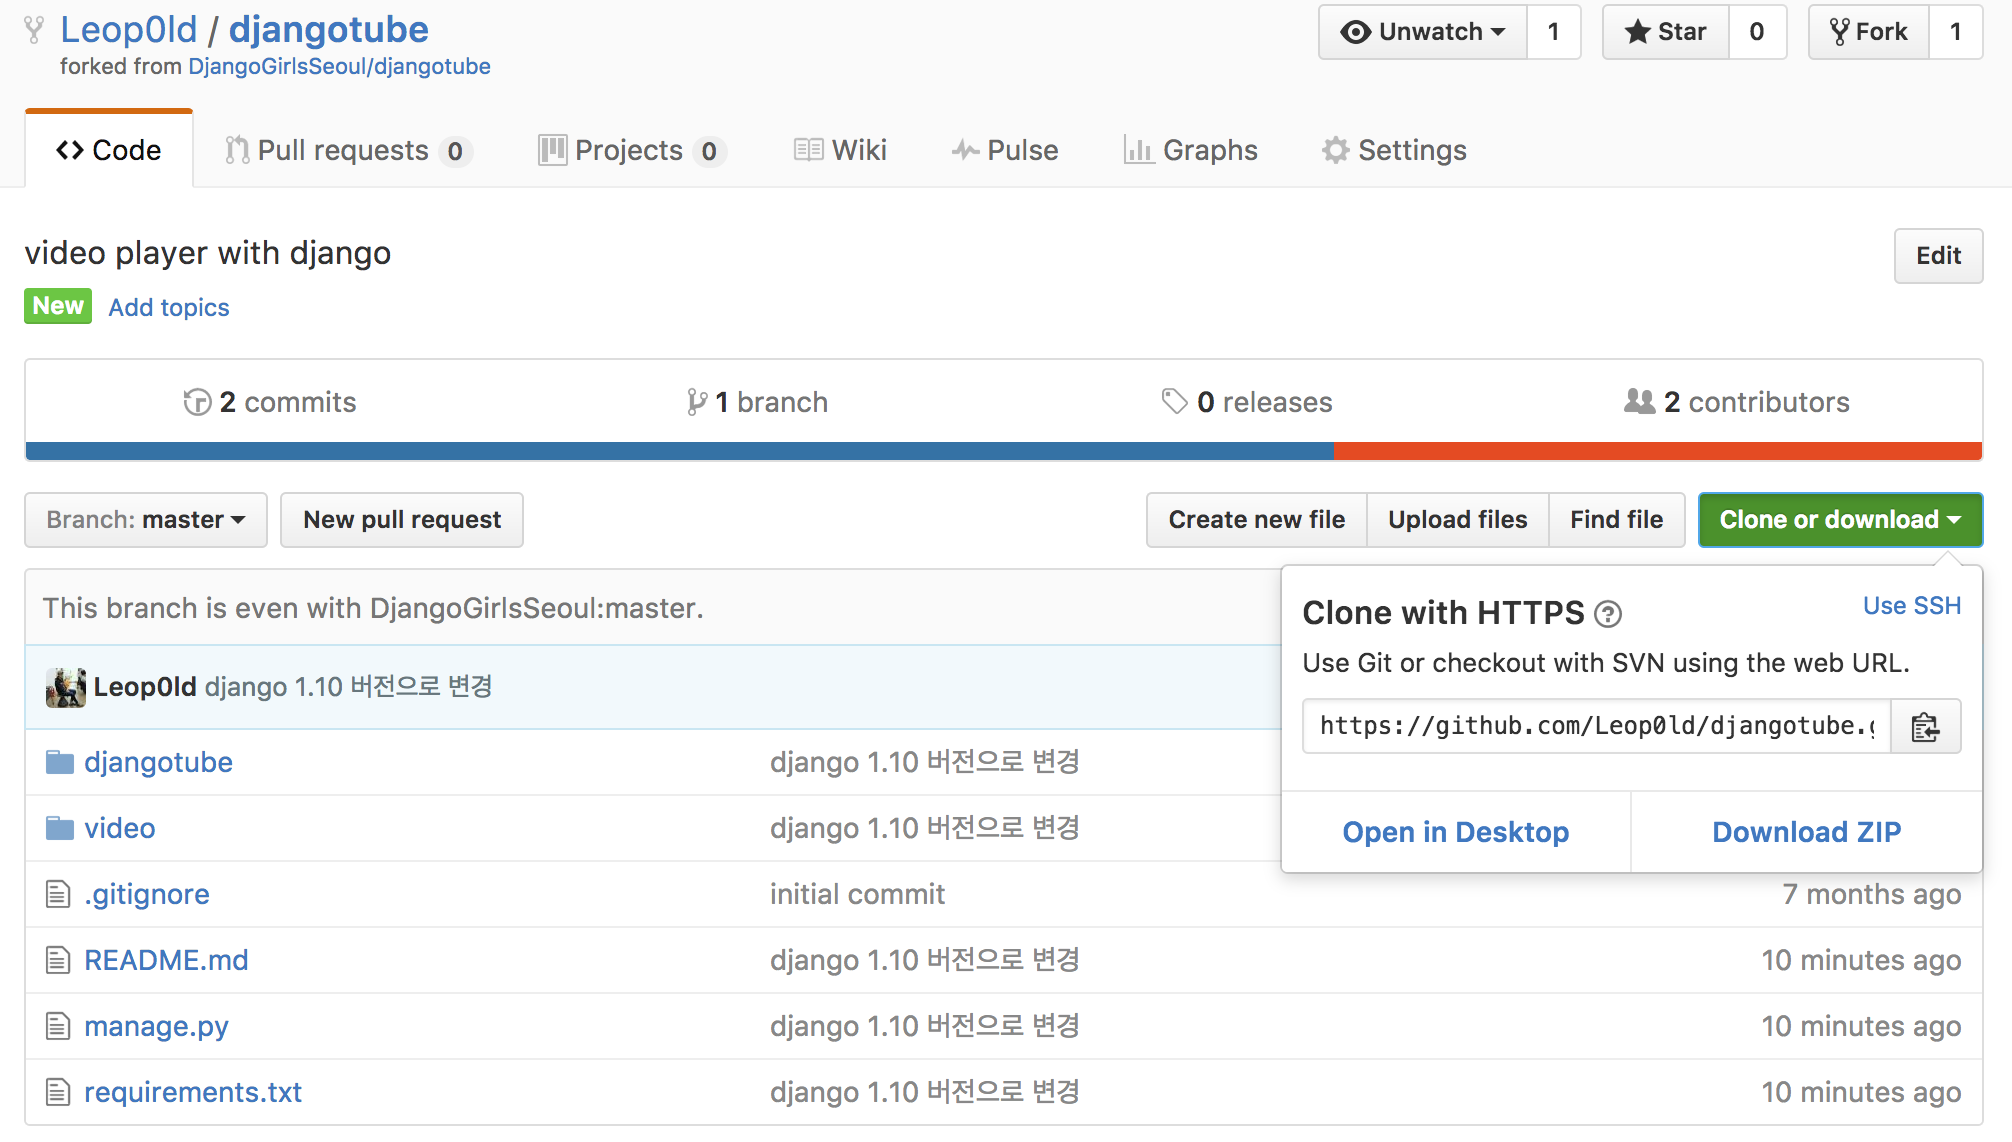 Leop0ld / djangotube
Unwatch 1 Star 0 Fork 1
forked from DjangoGirlsSeoul/djangotube
Code Pull requests 0 Projects 0 Wiki Pulse Graphs Settings
video player with django
Edit
New Add topics
2 commits 1 branch 0 releases 2 contributors
Branch: master New pull request Create new file Upload files Find file Clone or download
This branch is even with DjangoGirlsSeoul:master.
Clone with HTTPS ? Use SSH
Use Git or checkout with SVN using the web URL.
https://github.com/Leop0ld/djangotube.g
Open in Desktop Download ZIP
Leop0ld django 1.10 버전으로 변경
djangotube django 1.10 버전으로 변경
video django 1.10 버전으로 변경
.gitignore initial commit 7 months ago
README.md django 1.10 버전으로 변경 10 minutes ago
manage.py django 1.10 버전으로 변경 10 minutes ago
requirements.txt django 1.10 버전으로 변경 10 minutes ago